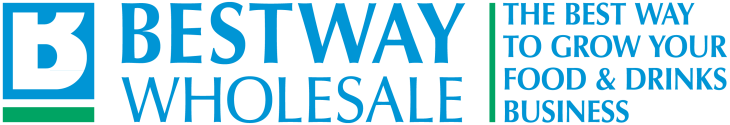 BESTWAY
WHOLESALE
THE BEST WAY
TO GROW YOUR
FOOD & DRINKS
BUSINESS